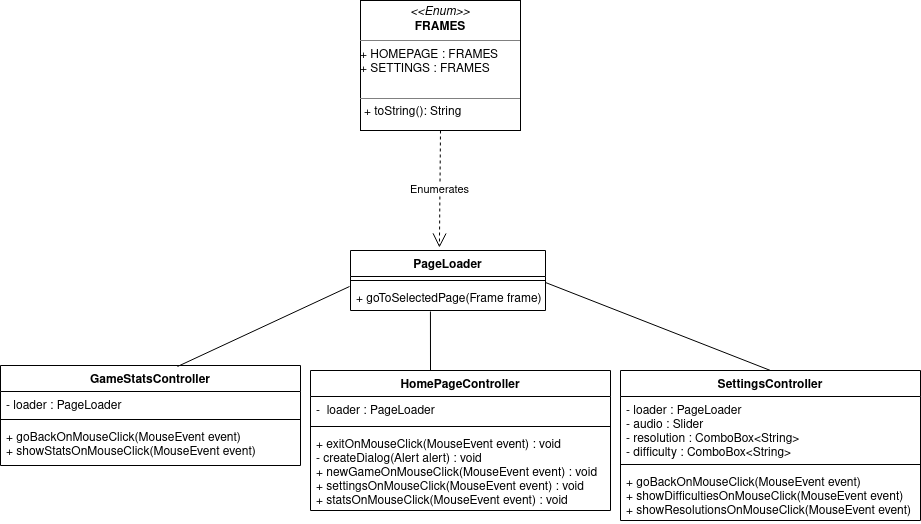 <<Enum>>
FRAMES
+ HOMEPAGE : FRAMES
+ SETTINGS : FRAMES
+ toString(): String
Enumerates
PageLoader
+ goToSelectedPage(Frame frame)
GameStatsController
- loader : PageLoader
+ goBackOnMouseClick(MouseEvent event)
+ showStatsOnMouseClick(MouseEvent event)
HomePageController
- loader : PageLoader
+ exitOnMouseClick(MouseEvent event) : void
- createDialog(Alert alert) : void
+ newGameOnMouseClick(MouseEvent event) : void
+ settingsOnMouseClick(MouseEvent event) : void
+ statsOnMouseClick(MouseEvent event) : void
SettingsController
- loader : PageLoader
- audio : Slider
- resolution : ComboBox<String>
- difficulty : ComboBox<String>
+ goBackOnMouseClick(MouseEvent event)
+ showDifficultiesOnMouseClick(MouseEvent event)
+ showResolutionsOnMouseClick(MouseEvent event)